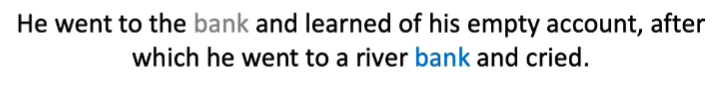 He went to the bank and learned of his empty account, after
which he went to a river bank and cried.